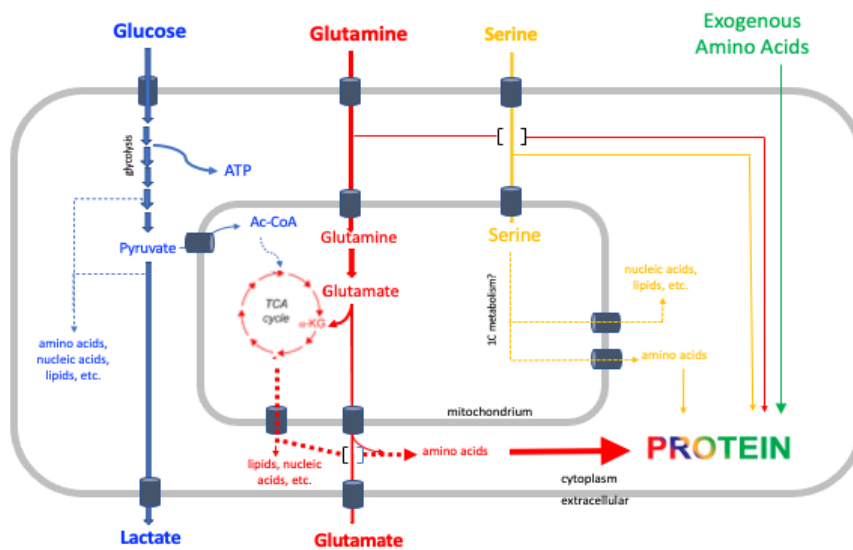 Glucose
Glutamine
Serine
Exogenous
Amino Acids
glycolysis
ATP
Pyruvate
Ac-CoA
Glutamine
Serine
Glutamate
TCA
cycle
α-KG
1C metabolism?
nucleic acids,
lipids, etc.
amino acids
amino acids,
nucleic acids,
lipids, etc.
mitochondrium
lipids, nucleic
acids, etc.
amino acids
PROTEIN
cytoplasm
extracellular
Lactate
Glutamate